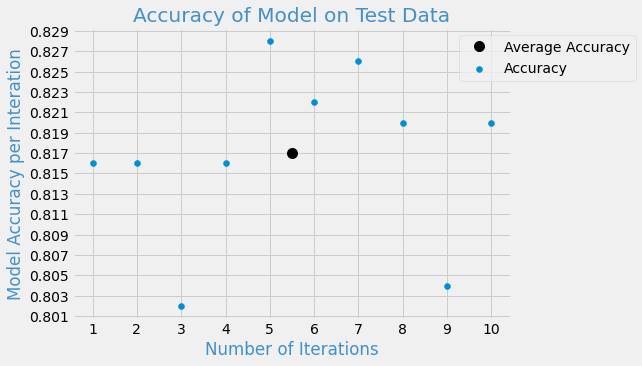 Accuracy of Model on Test Data
Average Accuracy
Accuracy
Model Accuracy per Interation
0.829
0.827
0.825
0.823
0.821
0.819
0.817
0.815
0.813
0.811
0.809
0.807
0.805
0.803
0.801
1 2 3 4 5 6 7 8 9 10
Number of Iterations